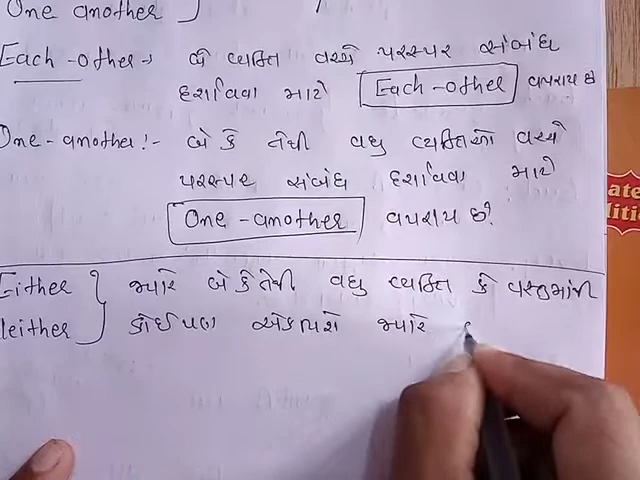 One another
Each-other → બે વ્યક્તિ વચ્ચે પરસ્પર સંબંધ
દર્શાવવા માટે Each-other વપરાય છે
One-another:- બે કે તેથી વધુ વ્યક્તિઓ વચ્ચે
પરસ્પર સંબંધ દર્શાવવા માટે
One-another વપરાય છે.
Either } જ્યારે બે કે તેથી વધુ વ્યક્તિ કે વસ્તુમાંથી
Neither કોઈપણ એકબાશે જ્યારે